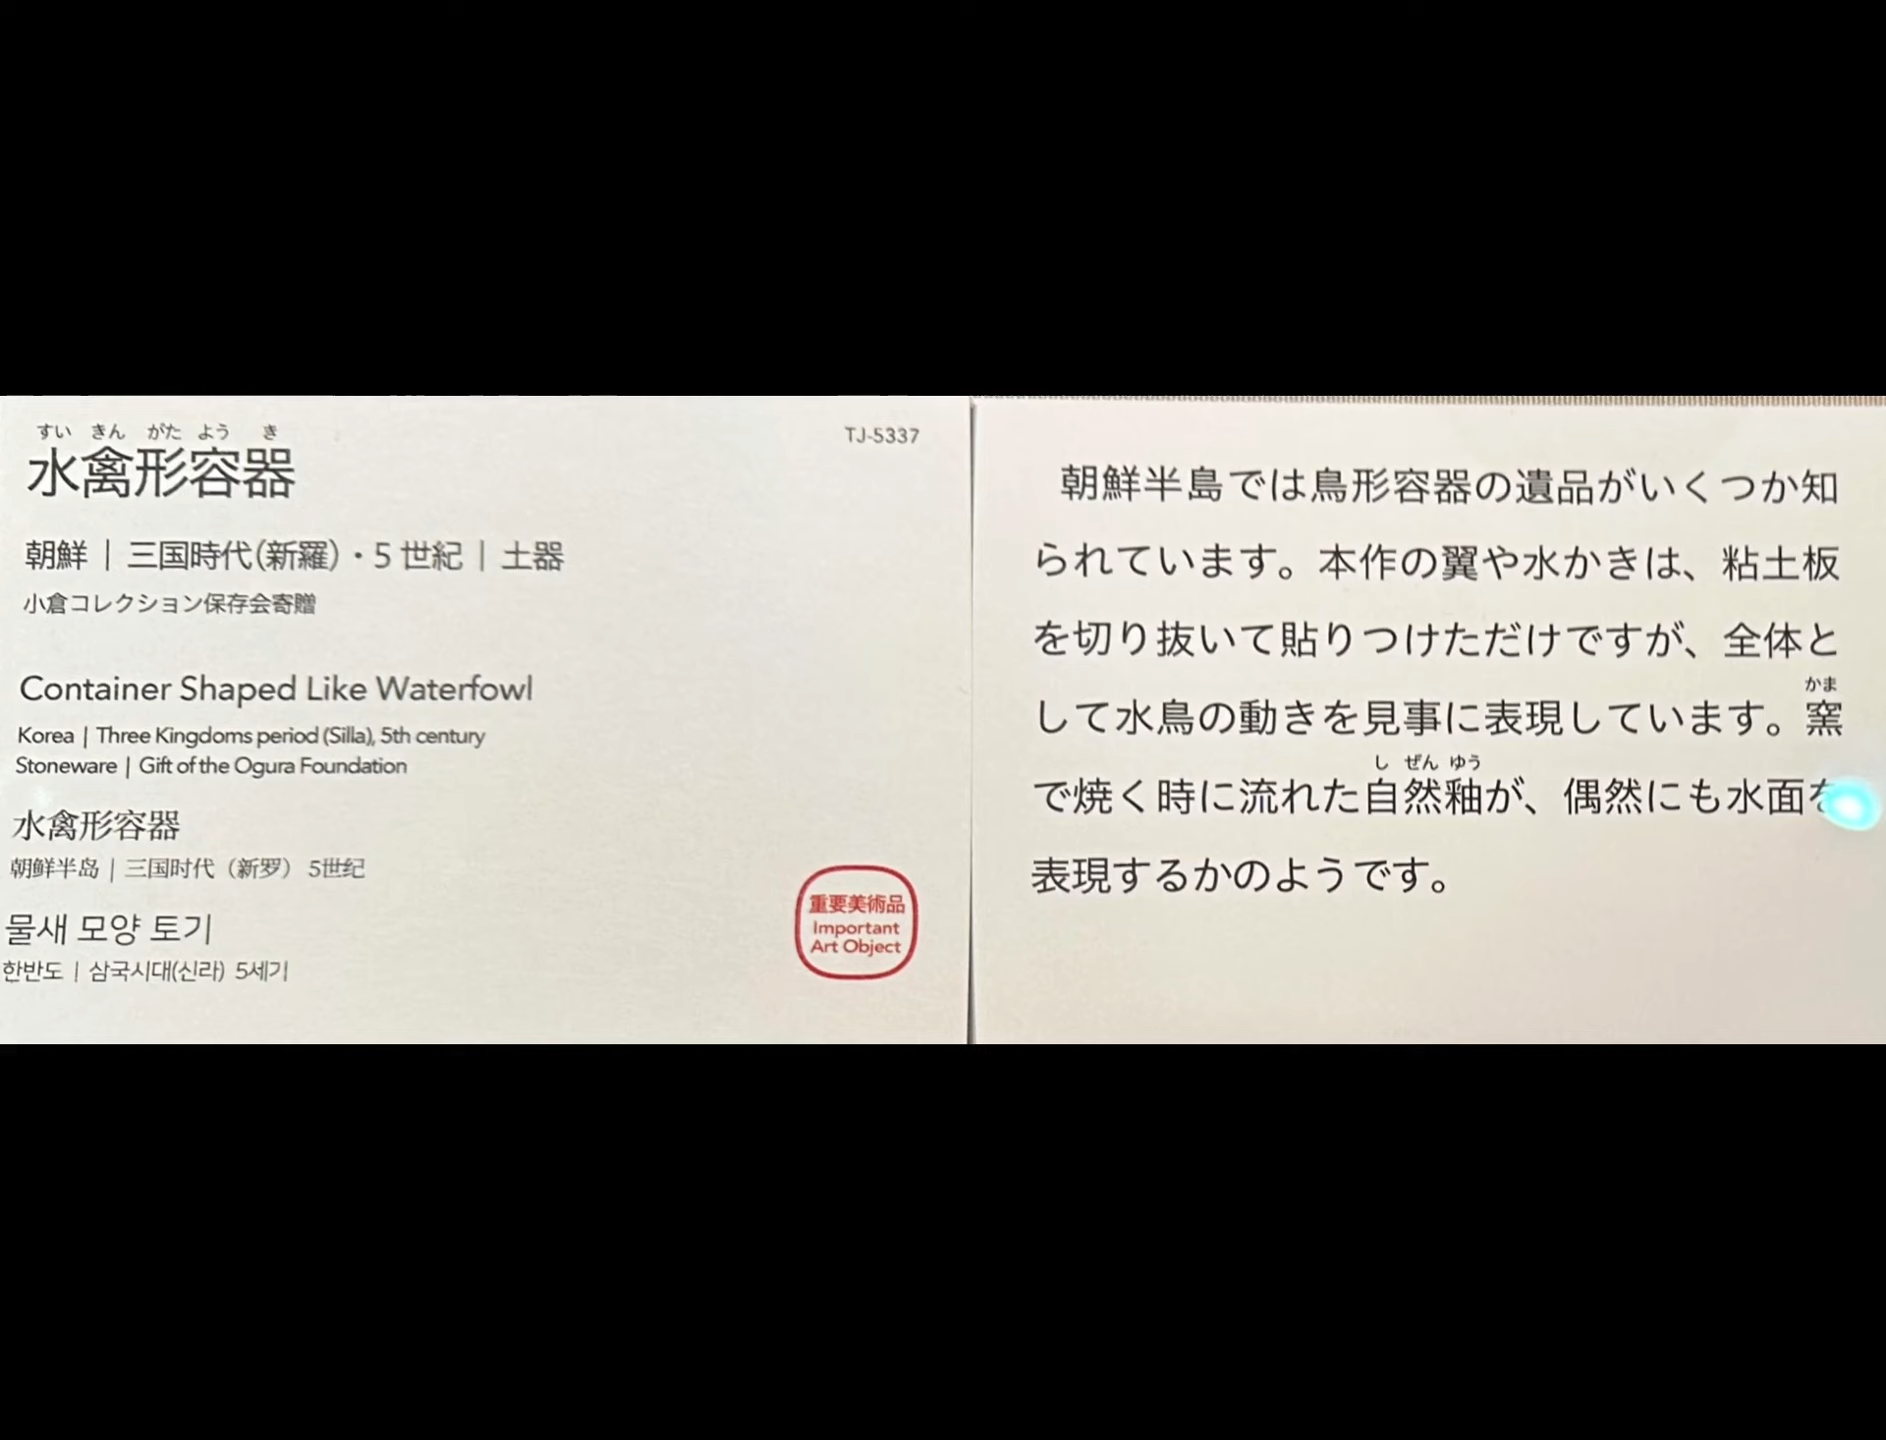 すい きん がた よう き
水禽形容器
TJ-5337
朝鮮｜三国時代(新羅)・5世紀｜土器
小倉コレクション保存会寄贈
Container Shaped Like Waterfowl
Korea | Three Kingdoms period (Silla), 5th century
Stoneware | Gift of the Ogura Foundation
水禽形容器
朝鲜半岛｜三国时代（新罗） 5世纪
물새 모양 토기
한반도 | 삼국시대(신라) 5세기
重要美術品
Important
Art Object
朝鮮半島では鳥形容器の遺品がいくつか知
られています。本作の翼や水かきは、粘土板
を切り抜いて貼りつけただけですが、全体と
かま
して水鳥の動きを見事に表現しています。窯
し ぜん ゆう
で焼く時に流れた自然釉が、偶然にも水面を
表現するかのようです。